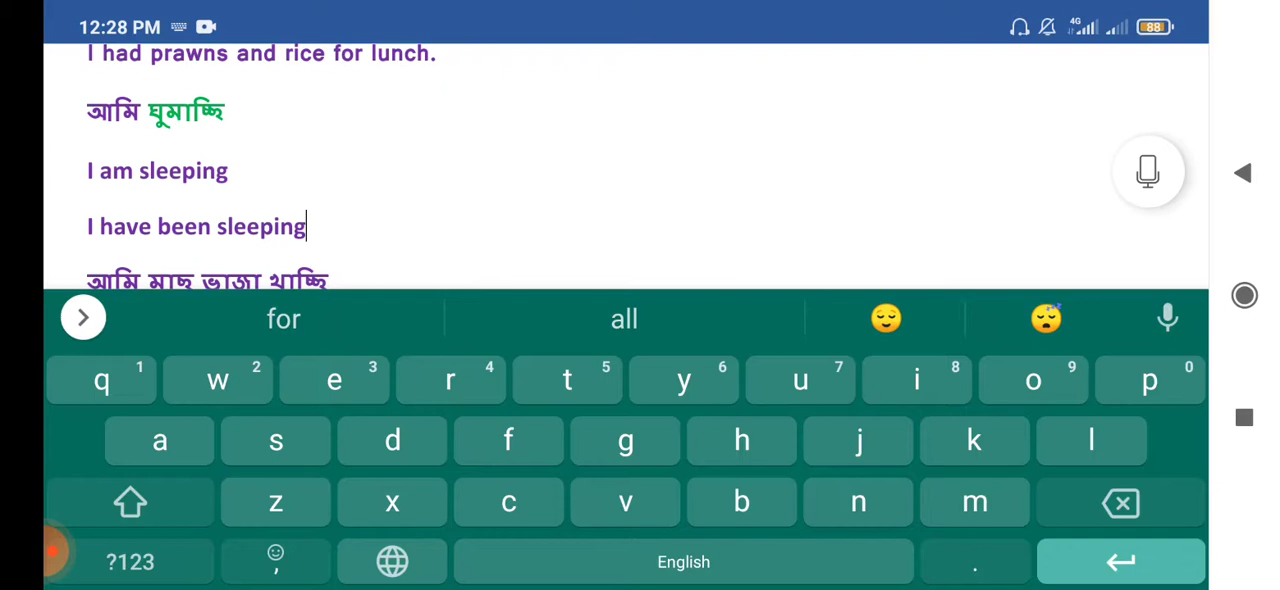 12:28 PM
4G
88
I had prawns and rice for lunch.
আমি ঘুমাচ্ছি
I am sleeping
I have been sleeping
আমি মাছ ভাজা খাচ্ছি
for all
q 1 w 2 e 3 r 4 t 5 y 6 u 7 i 8 o 9 p 0
a s d f g h j k l
z x c v b n m
?123 , English .